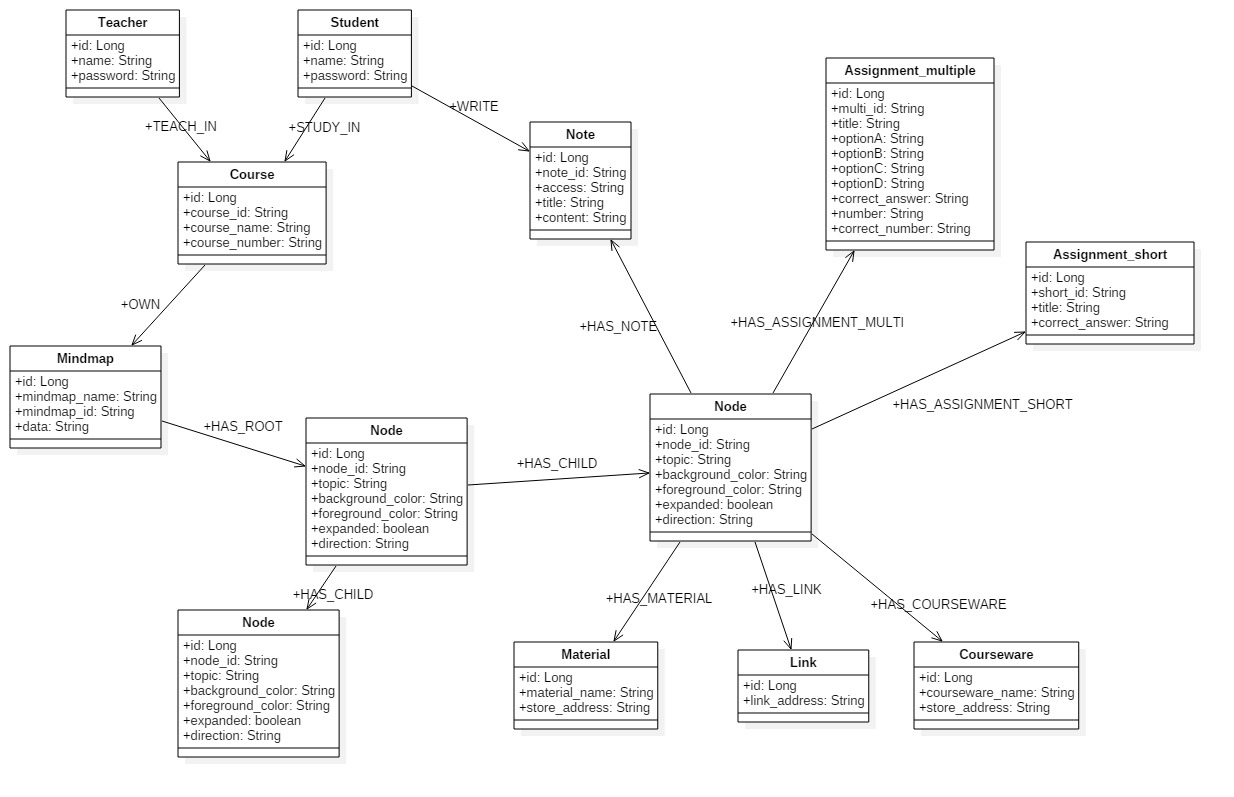 Teacher
+id: Long
+name: String
+password: String
Student
+id: Long
+name: String
+password: String
+TEACH_IN
+STUDY_IN
+WRITE
Course
+id: Long
+course_id: String
+course_name: String
+course_number: String
Note
+id: Long
+note_id: String
+access: String
+title: String
+content: String
Assignment_multiple
+id: Long
+multi_id: String
+title: String
+optionA: String
+optionB: String
+optionC: String
+optionD: String
+correct_answer: String
+number: String
+correct_number: String
Assignment_short
+id: Long
+short_id: String
+title: String
+correct_answer: String
+OWN
+HAS_NOTE
+HAS_ASSIGNMENT_MULTI
+HAS_ASSIGNMENT_SHORT
Mindmap
+id: Long
+mindmap_name: String
+mindmap_id: String
+data: String
+HAS_ROOT
Node
+id: Long
+node_id: String
+topic: String
+background_color: String
+foreground_color: String
+expanded: boolean
+direction: String
+HAS_CHILD
Node
+id: Long
+node_id: String
+topic: String
+background_color: String
+foreground_color: String
+expanded: boolean
+direction: String
+HAS_CHILD
+HAS_MATERIAL
+HAS_LINK
+HAS_COURSEWARE
Node
+id: Long
+node_id: String
+topic: String
+background_color: String
+foreground_color: String
+expanded: boolean
+direction: String
Material
+id: Long
+material_name: String
+store_address: String
Link
+id: Long
+link_address: String
Courseware
+id: Long
+courseware_name: String
+store_address: String